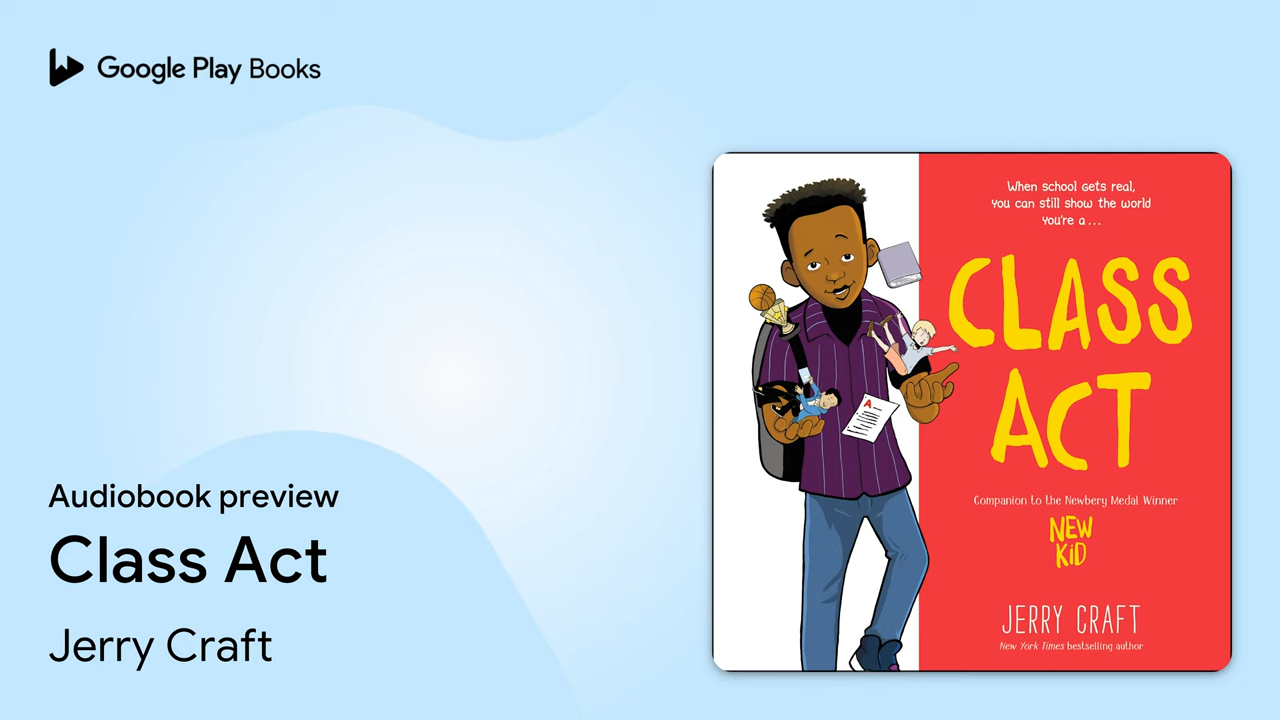 Google Play Books
Audiobook preview
Class Act
Jerry Craft
When school gets real,
you can still show the world
you're a...
CLASS
ACT
Companion to the Newbery Medal Winner
NEW
KID
JERRY CRAFT
New York Times bestselling author
A